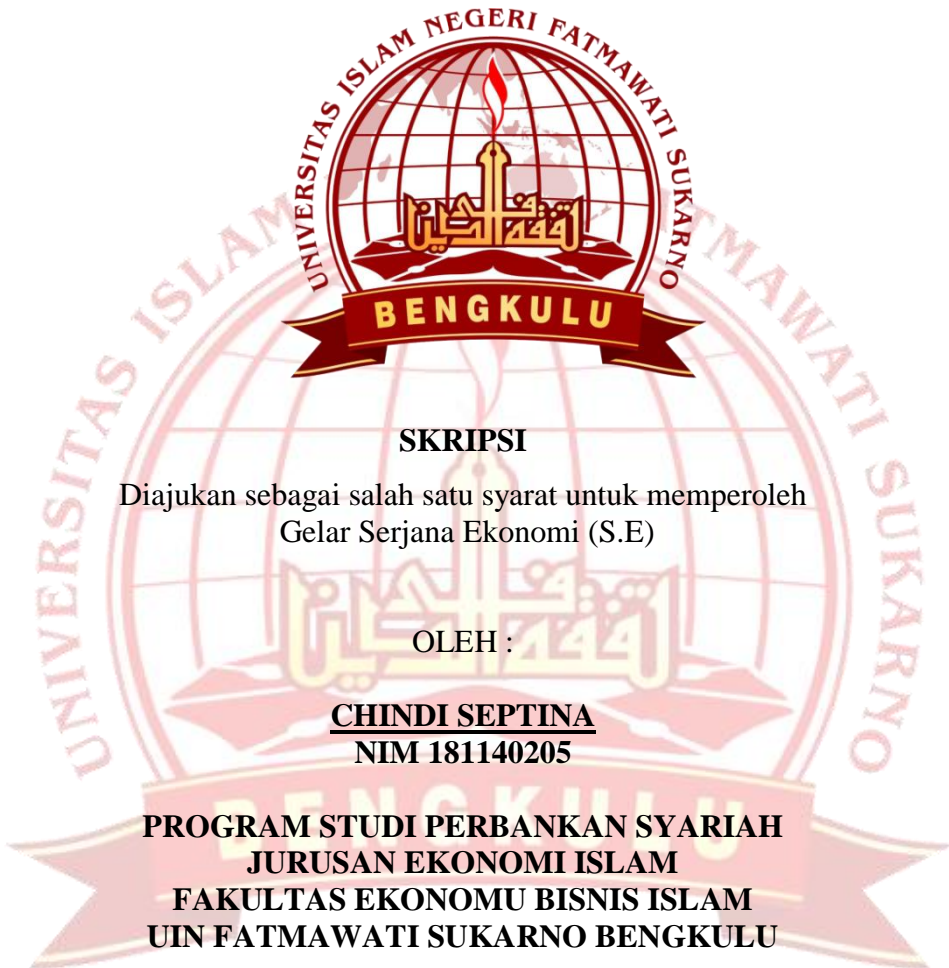 UNIVERSITAS ISLAM NEGERI FATMAWATI SUKARNO
BENGKULU
SKRIPSI
Diajukan sebagai salah satu syarat untuk memperoleh
Gelar Serjana Ekonomi (S.E)
OLEH :
CHINDI SEPTINA
NIM 181140205
PROGRAM STUDI PERBANKAN SYARIAH
JURUSAN EKONOMI ISLAM
FAKULTAS EKONOMU BISNIS ISLAM
UIN FATMAWATI SUKARNO BENGKULU